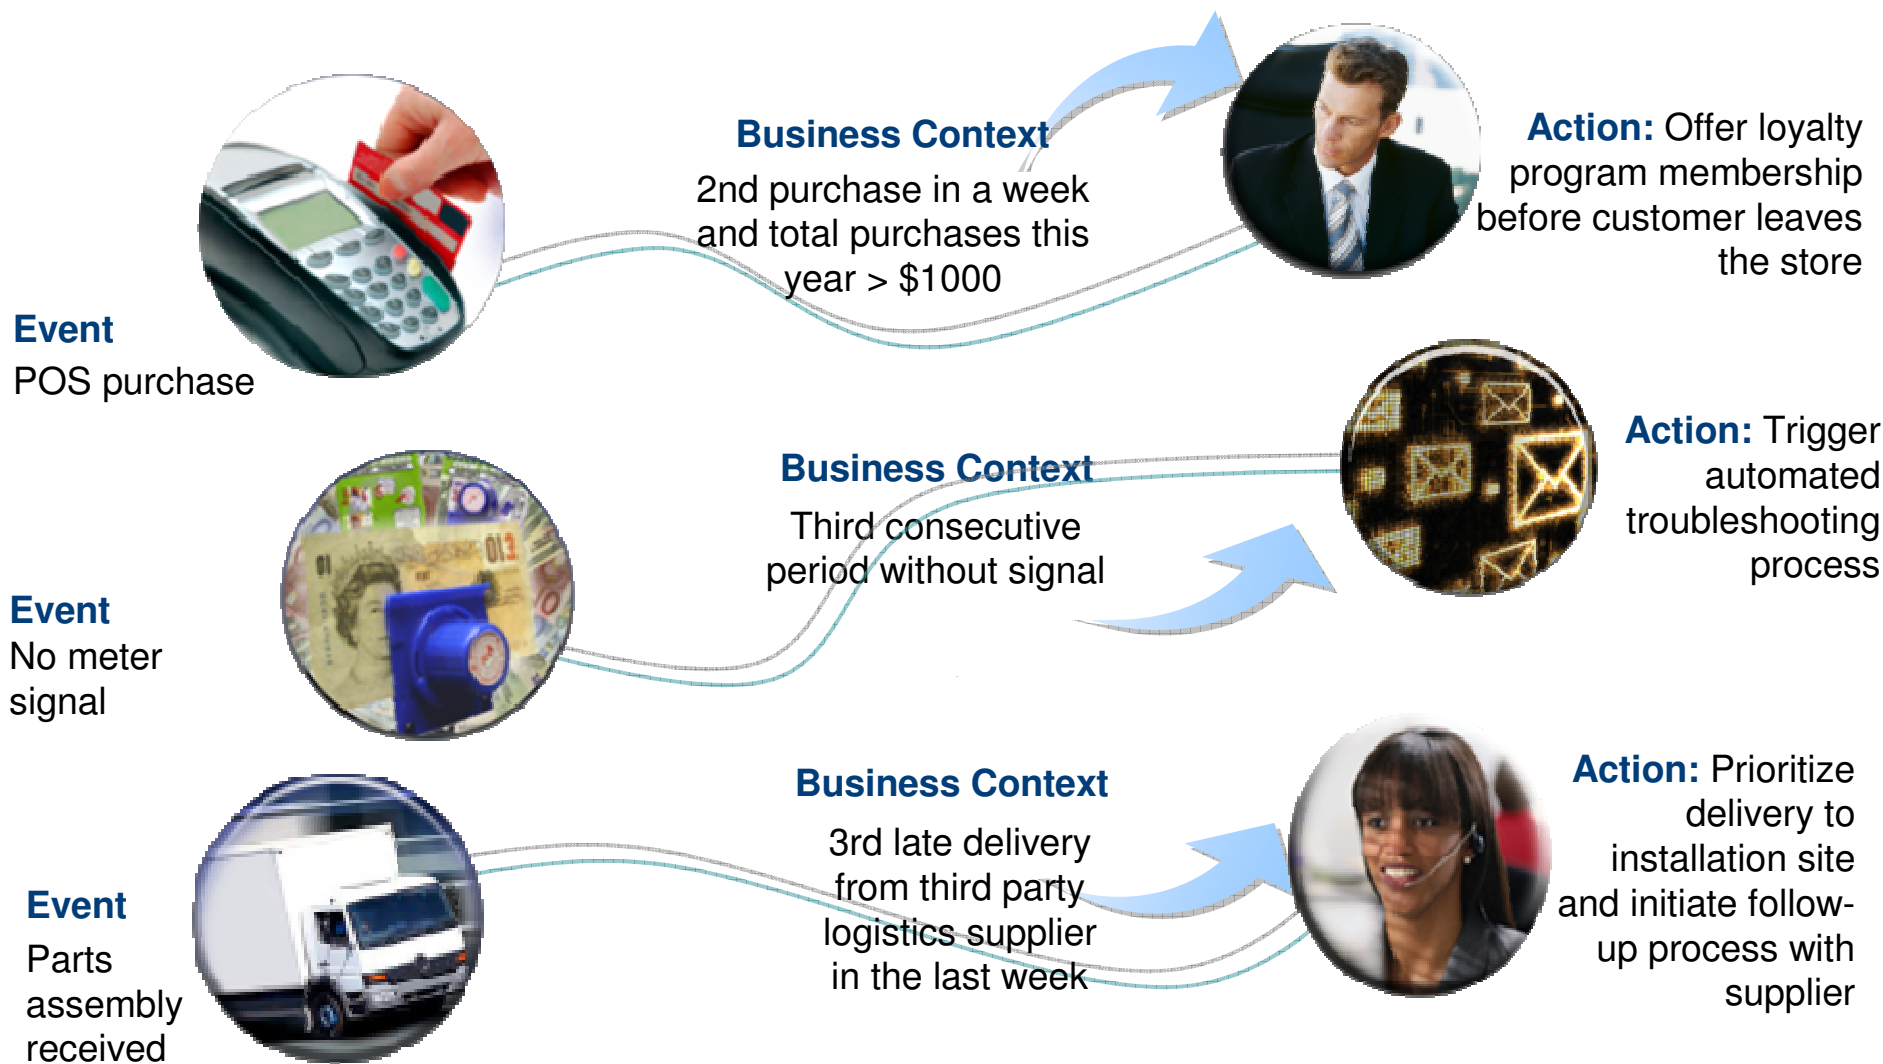 Business Context
2nd purchase in a week
and total purchases this
year > $1000
Action: Offer loyalty
program membership
before customer leaves
the store
Event
POS purchase
Business Context
Third consecutive
period without signal
Action: Trigger
automated
troubleshooting
process
Event
No meter
signal
Business Context
3rd late delivery
from third party
logistics supplier
in the last week
Action: Prioritize
delivery to
installation site
and initiate follow-
up process with
supplier
Event
Parts
assembly
received